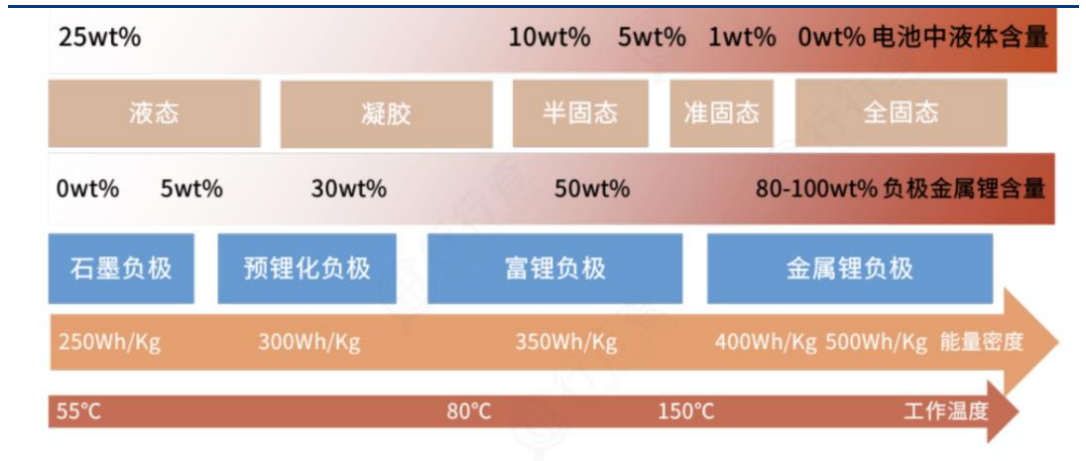 25wt% 10wt% 5wt% 1wt% 0wt% 电池中液体含量
液态 凝胶 半固态 准固态 全固态
0wt% 5wt% 30wt% 50wt% 80-100wt% 负极金属锂含量
石墨负极 预锂化负极 富锂负极 金属锂负极
250Wh/Kg 300Wh/Kg 350Wh/Kg 400Wh/Kg 500Wh/Kg 能量密度
55℃ 80℃ 150℃ 工作温度